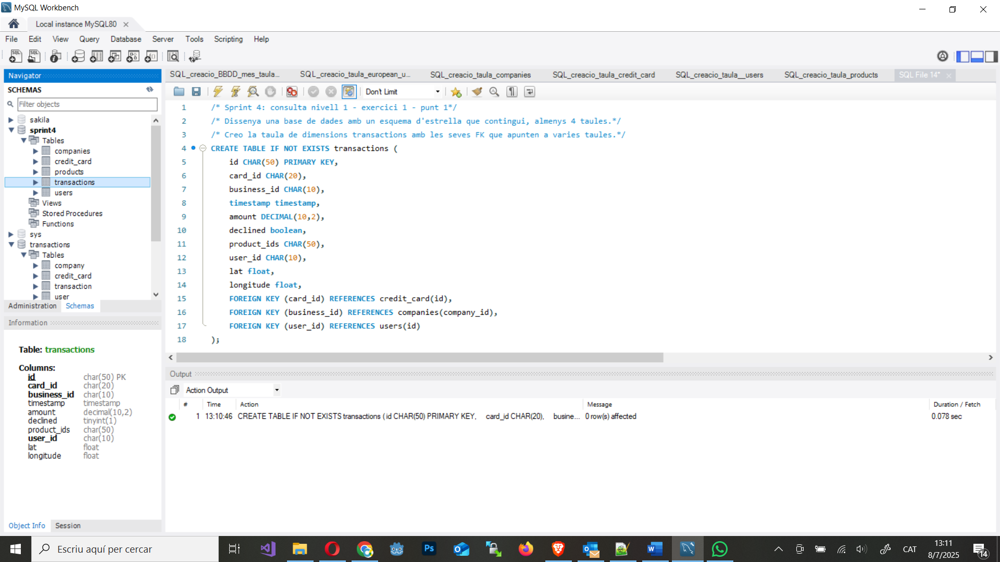 MySQL Workbench
Local instance MySQL80
File Edit View Query Database Server Tools Scripting Help
Navigator
SCHEMAS
Filter objects
sakila
sprint4
Tables
companies
credit_card
products
transactions
users
Views
Stored Procedures
Functions
sys
transactions
Tables
company
credit_card
transaction
user
Administration Schemas
Information
Table: transactions
Columns:
id char(50) PK
card_id char(20)
business_id char(10)
timestamp timestamp
amount decimal(10,2)
declined tinyint(1)
product_ids char(50)
user_id char(10)
lat float
longitude float
Object Info Session
SQL_creacio_BBDD_mes_taula... SQL_creacio_taula_european_u... SQL_creacio_taula_companies SQL_creacio_taula_credit_card SQL_creacio_taula__users SQL_creacio_taula_products SQL File 14*
Don't Limit
1 /* Sprint 4: consulta nivell 1 - exercici 1 - punt 1*/
2 /* Dissenya una base de dades amb un esquema d'estrella que contingui, almenys 4 taules.*/
3 /* Creo la taula de dimensions transactions amb les seves FK que apunten a varies taules.*/
4 CREATE TABLE IF NOT EXISTS transactions (
5 id CHAR(50) PRIMARY KEY,
6 card_id CHAR(20),
7 business_id CHAR(10),
8 timestamp timestamp,
9 amount DECIMAL(10,2),
10 declined boolean,
11 product_ids CHAR(50),
12 user_id CHAR(10),
13 lat float,
14 longitude float,
15 FOREIGN KEY (card_id) REFERENCES credit_card(id),
16 FOREIGN KEY (business_id) REFERENCES companies(company_id),
17 FOREIGN KEY (user_id) REFERENCES users(id)
18 );
Output
Action Output
# Time Action Message Duration / Fetch
1 13:10:46 CREATE TABLE IF NOT EXISTS transactions ( id CHAR(50) PRIMARY KEY, card_id CHAR(20), busine... 0 row(s) affected 0.078 sec
Escriu aquí per cercar
CAT
13:11
8/7/2025
14